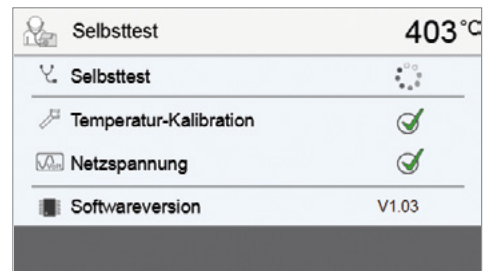 Selbsttest 403 °C
Selbsttest
Temperatur-Kalibration
Netzspannung
Softwareversion V1.03